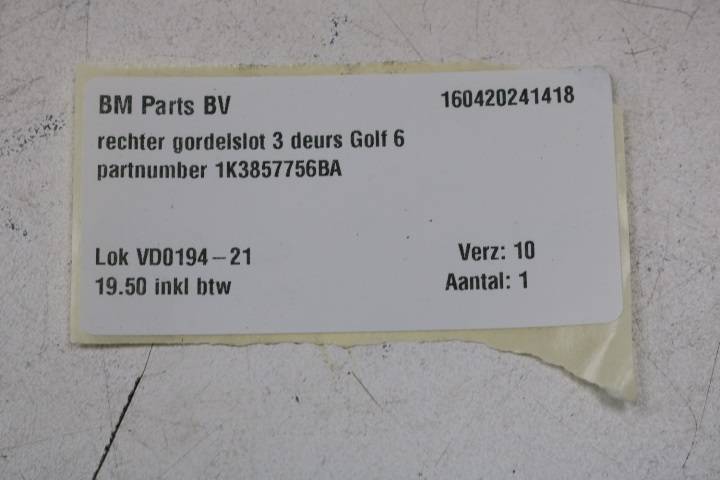 BM Parts BV 160420241418
rechter gordelslot 3 deurs Golf 6
partnumber 1K3857756BA
Lok VD0194-21 Verz: 10
19.50 inkl btw Aantal: 1